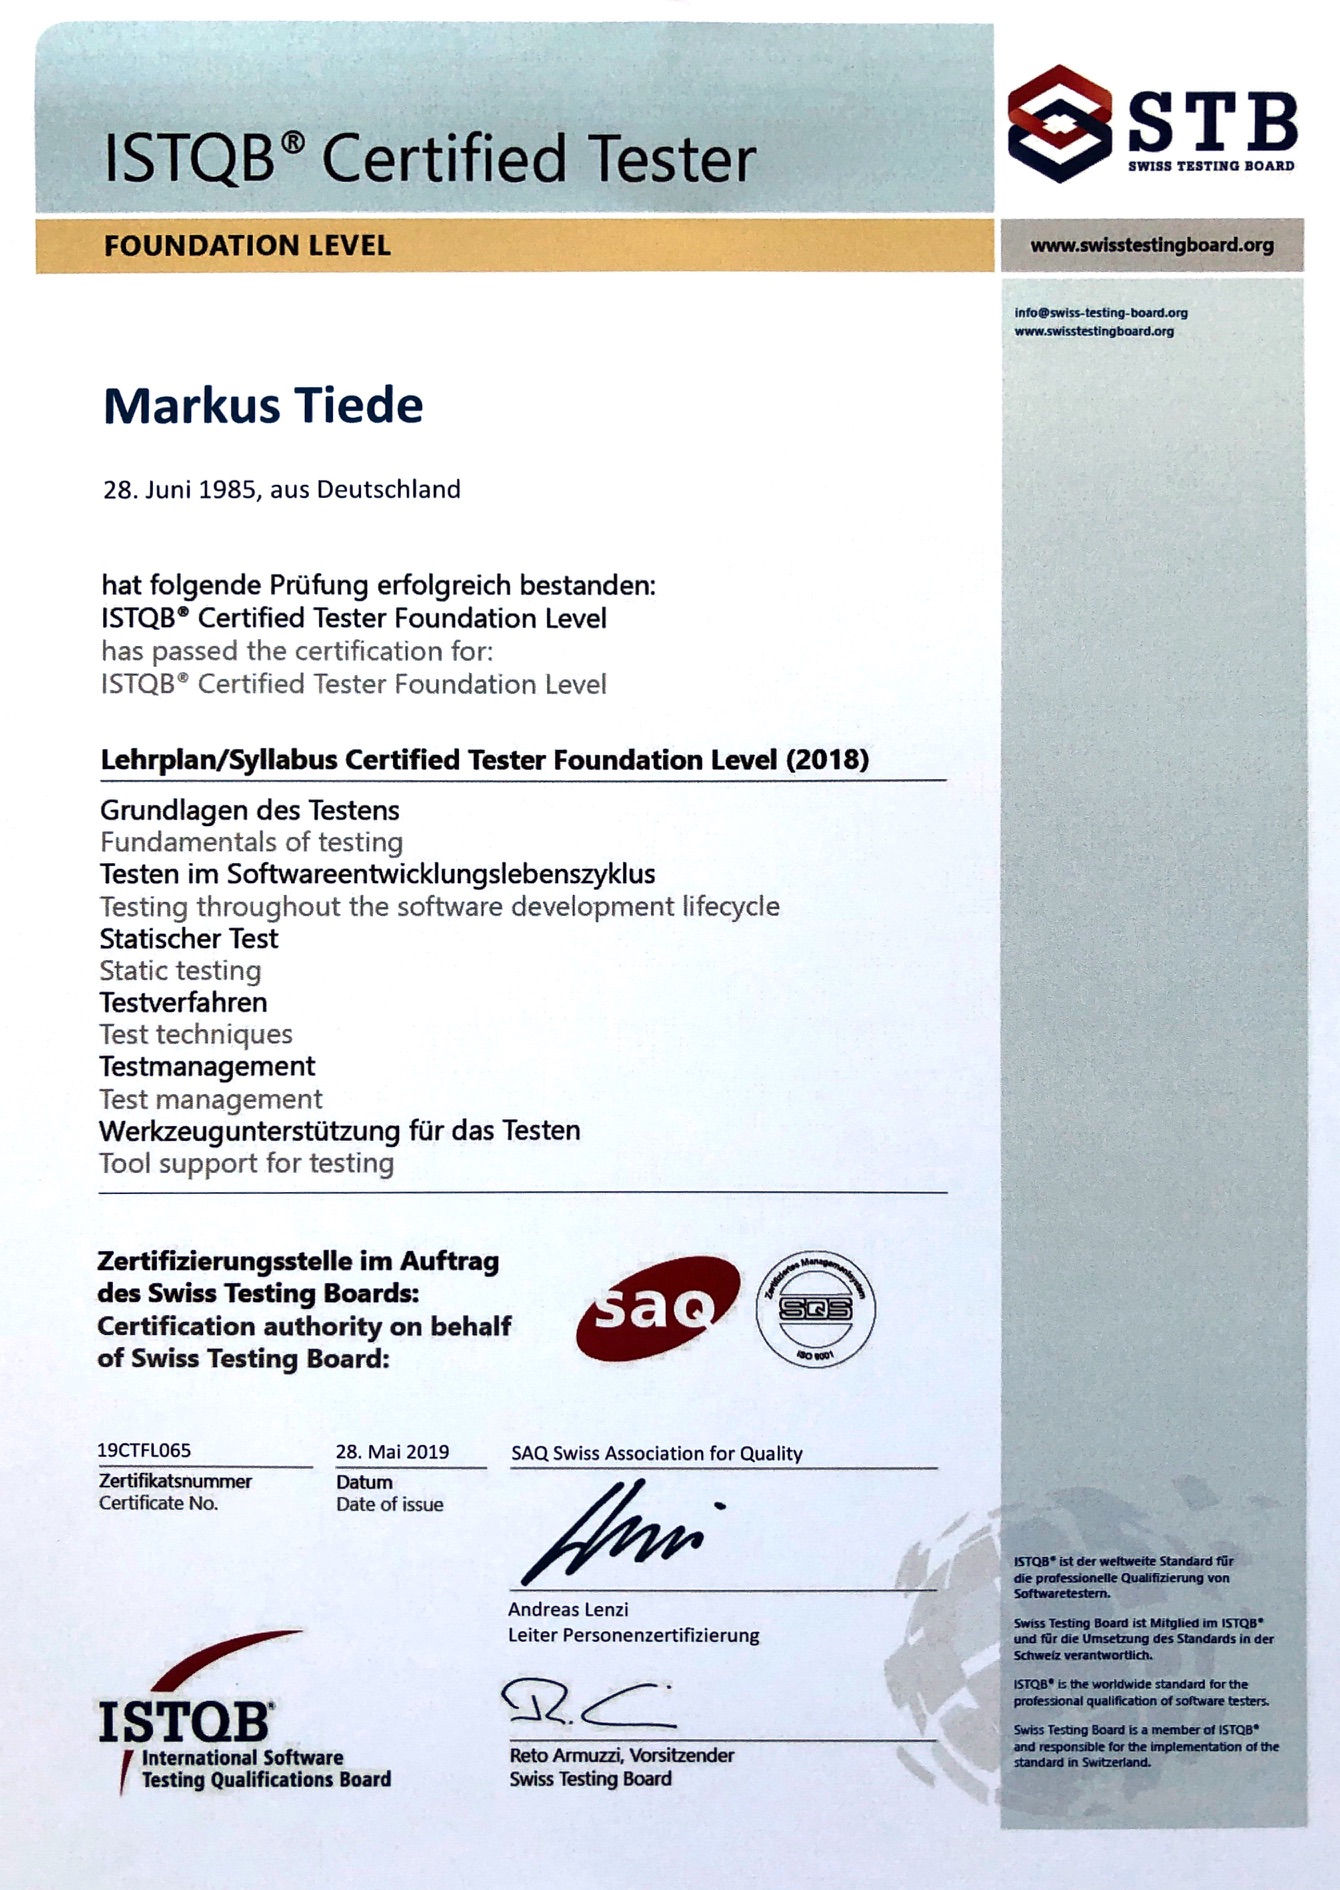 ISTQB® Certified Tester
STB
SWISS TESTING BOARD
FOUNDATION LEVEL
www.swisstestingboard.org
info@swiss-testing-board.org
www.swisstestingboard.org
Markus Tiede
28. Juni 1985, aus Deutschland
hat folgende Prüfung erfolgreich bestanden:
ISTQB® Certified Tester Foundation Level
has passed the certification for:
ISTQB® Certified Tester Foundation Level
Lehrplan/Syllabus Certified Tester Foundation Level (2018)
Grundlagen des Testens
Fundamentals of testing
Testen im Softwareentwicklungslebenszyklus
Testing throughout the software development lifecycle
Statischer Test
Static testing
Testverfahren
Test techniques
Testmanagement
Test management
Werkzeugunterstützung für das Testen
Tool support for testing
Zertifizierungsstelle im Auftrag
des Swiss Testing Boards:
Certification authority on behalf
of Swiss Testing Board:
saQ
Zertifiziertes Managementsystem
SQS
ISO 9001
19CTFL065
Zertifikatsnummer
Certificate No.
28. Mai 2019
Datum
Date of issue
SAQ Swiss Association for Quality
Andreas Lenzi
Leiter Personenzertifizierung
Reto Armuzzi, Vorsitzender
Swiss Testing Board
ISTQB®
International Software
Testing Qualifications Board
ISTQB® ist der weltweite Standard für
die professionelle Qualifizierung von
Softwaretestern.
Swiss Testing Board ist Mitglied im ISTQB®
und für die Umsetzung des Standards in der
Schweiz verantwortlich.
ISTQB® is the worldwide standard for the
professional qualification of software testers.
Swiss Testing Board is a member of ISTQB®
and responsible for the implementation of the
standard in Switzerland.